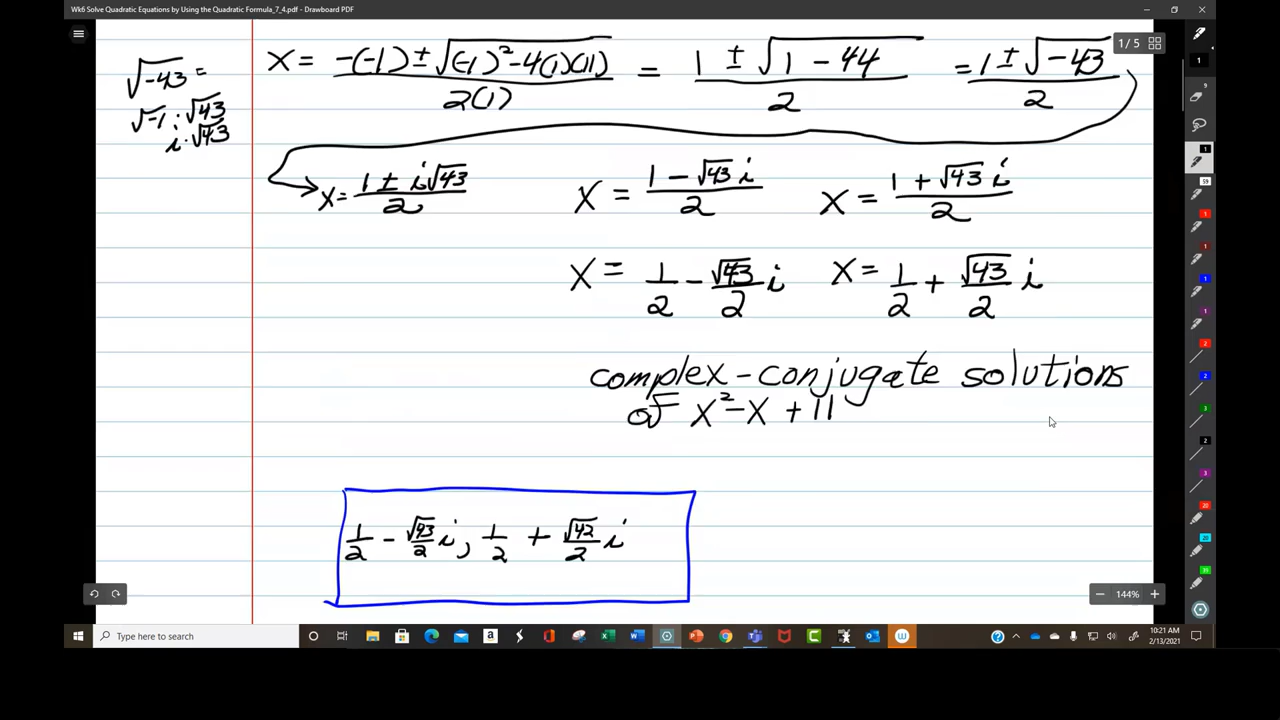 Wk6 Solve Quadratic Equations by Using the Quadratic Formula_7_4.pdf - Drawboard PDF
1/5
√-43 =
√-1 · √43
i · √43
x = (-(-1) ± √((-1)² - 4(1)(11))) / 2(1) = (1 ± √(1 - 44)) / 2 = (1 ± √-43) / 2
x = (1 ± i√43) / 2 x = (1 - √43 i) / 2 x = (1 + √43 i) / 2
x = 1/2 - √43/2 i x = 1/2 + √43/2 i
complex-conjugate solutions
of x² - x + 11
1/2 - √43/2 i, 1/2 + √42/2 i
144%
Type here to search
10:21 AM
2/13/2021